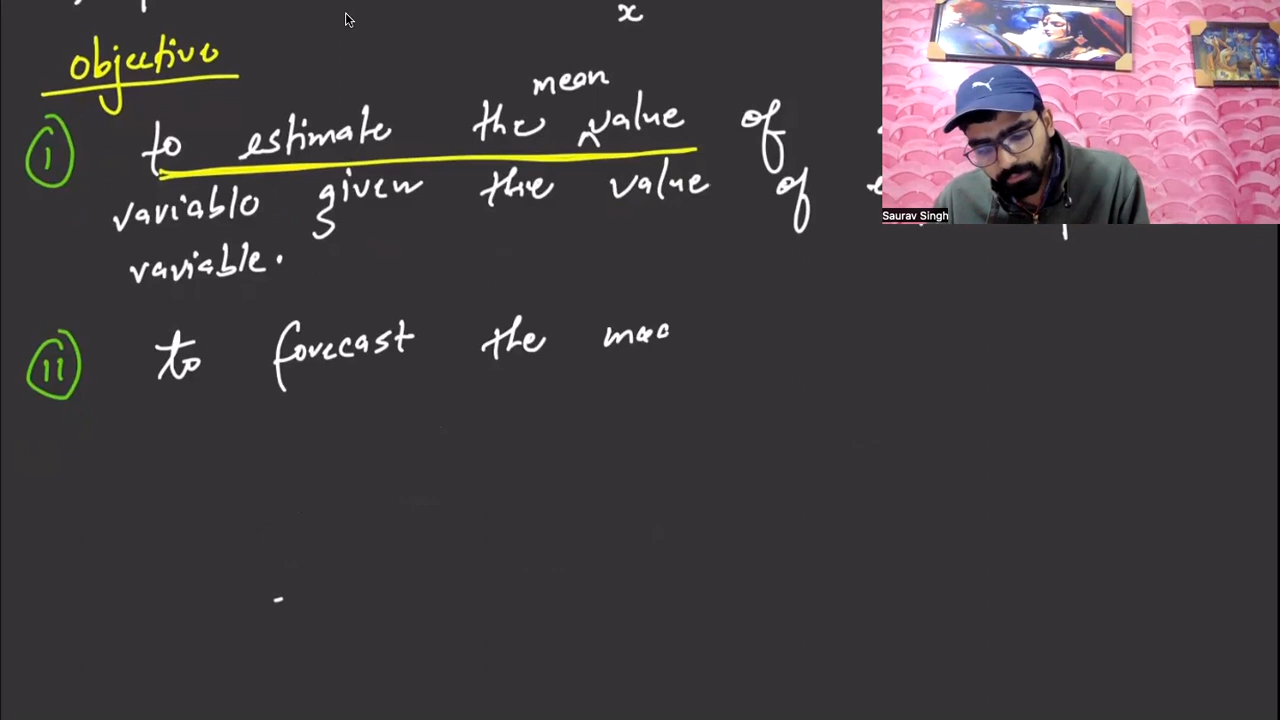 x
objective
mean
i to estimate the value of
variable given the value of
variable.
Saurav Singh
ii to forecast the mea